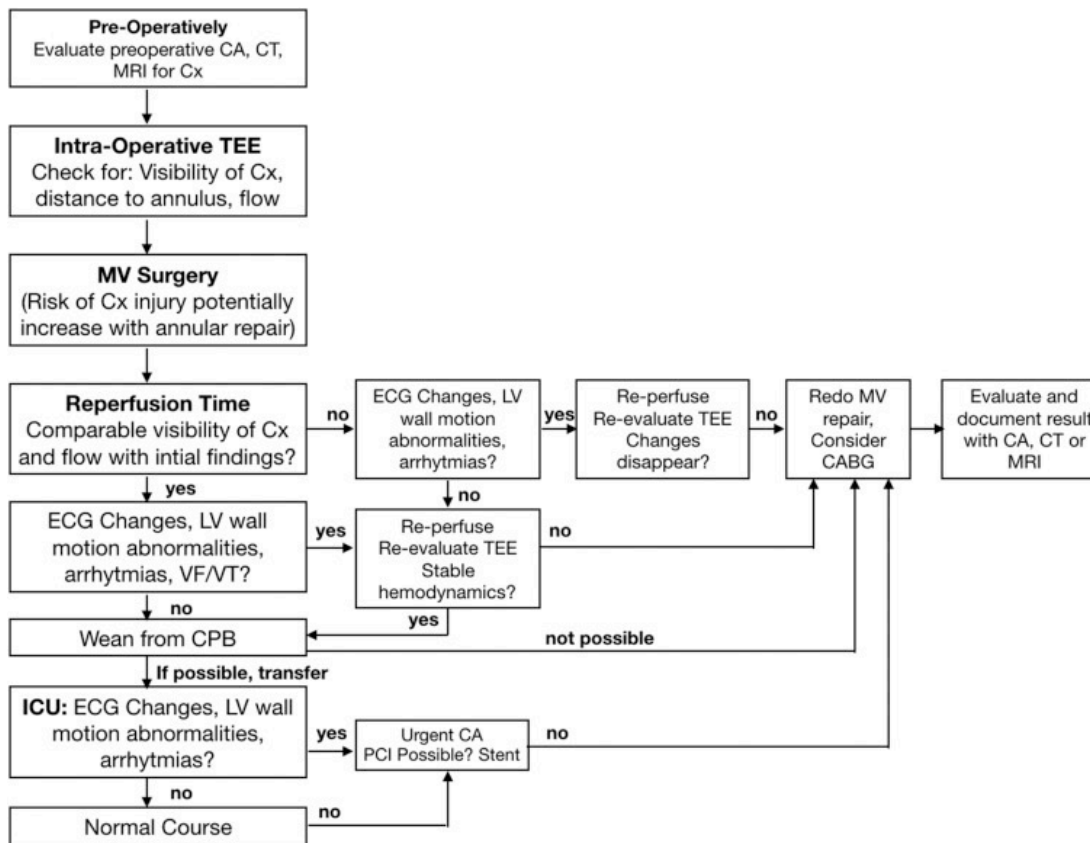 Pre-Operatively
Evaluate preoperative CA, CT,
MRI for Cx
Intra-Operative TEE
Check for: Visibility of Cx,
distance to annulus, flow
MV Surgery
(Risk of Cx injury potentially
increase with annular repair)
Reperfusion Time
Comparable visibility of Cx
and flow with intial findings?
no
ECG Changes, LV
wall motion
abnormalities,
arrhytmias?
yes
Re-perfuse
Re-evaluate TEE
Changes
disappear?
no
Redo MV
repair,
Consider
CABG
Evaluate and
document result
with CA, CT or
MRI
yes
no
ECG Changes, LV wall
motion abnormalities,
arrhytmias, VF/VT?
yes
Re-perfuse
Re-evaluate TEE
Stable
hemodynamics?
no
no
yes
Wean from CPB
not possible
If possible, transfer
ICU: ECG Changes, LV wall
motion abnormalities,
arrhytmias?
yes
Urgent CA
PCI Possible? Stent
no
no
Normal Course
no